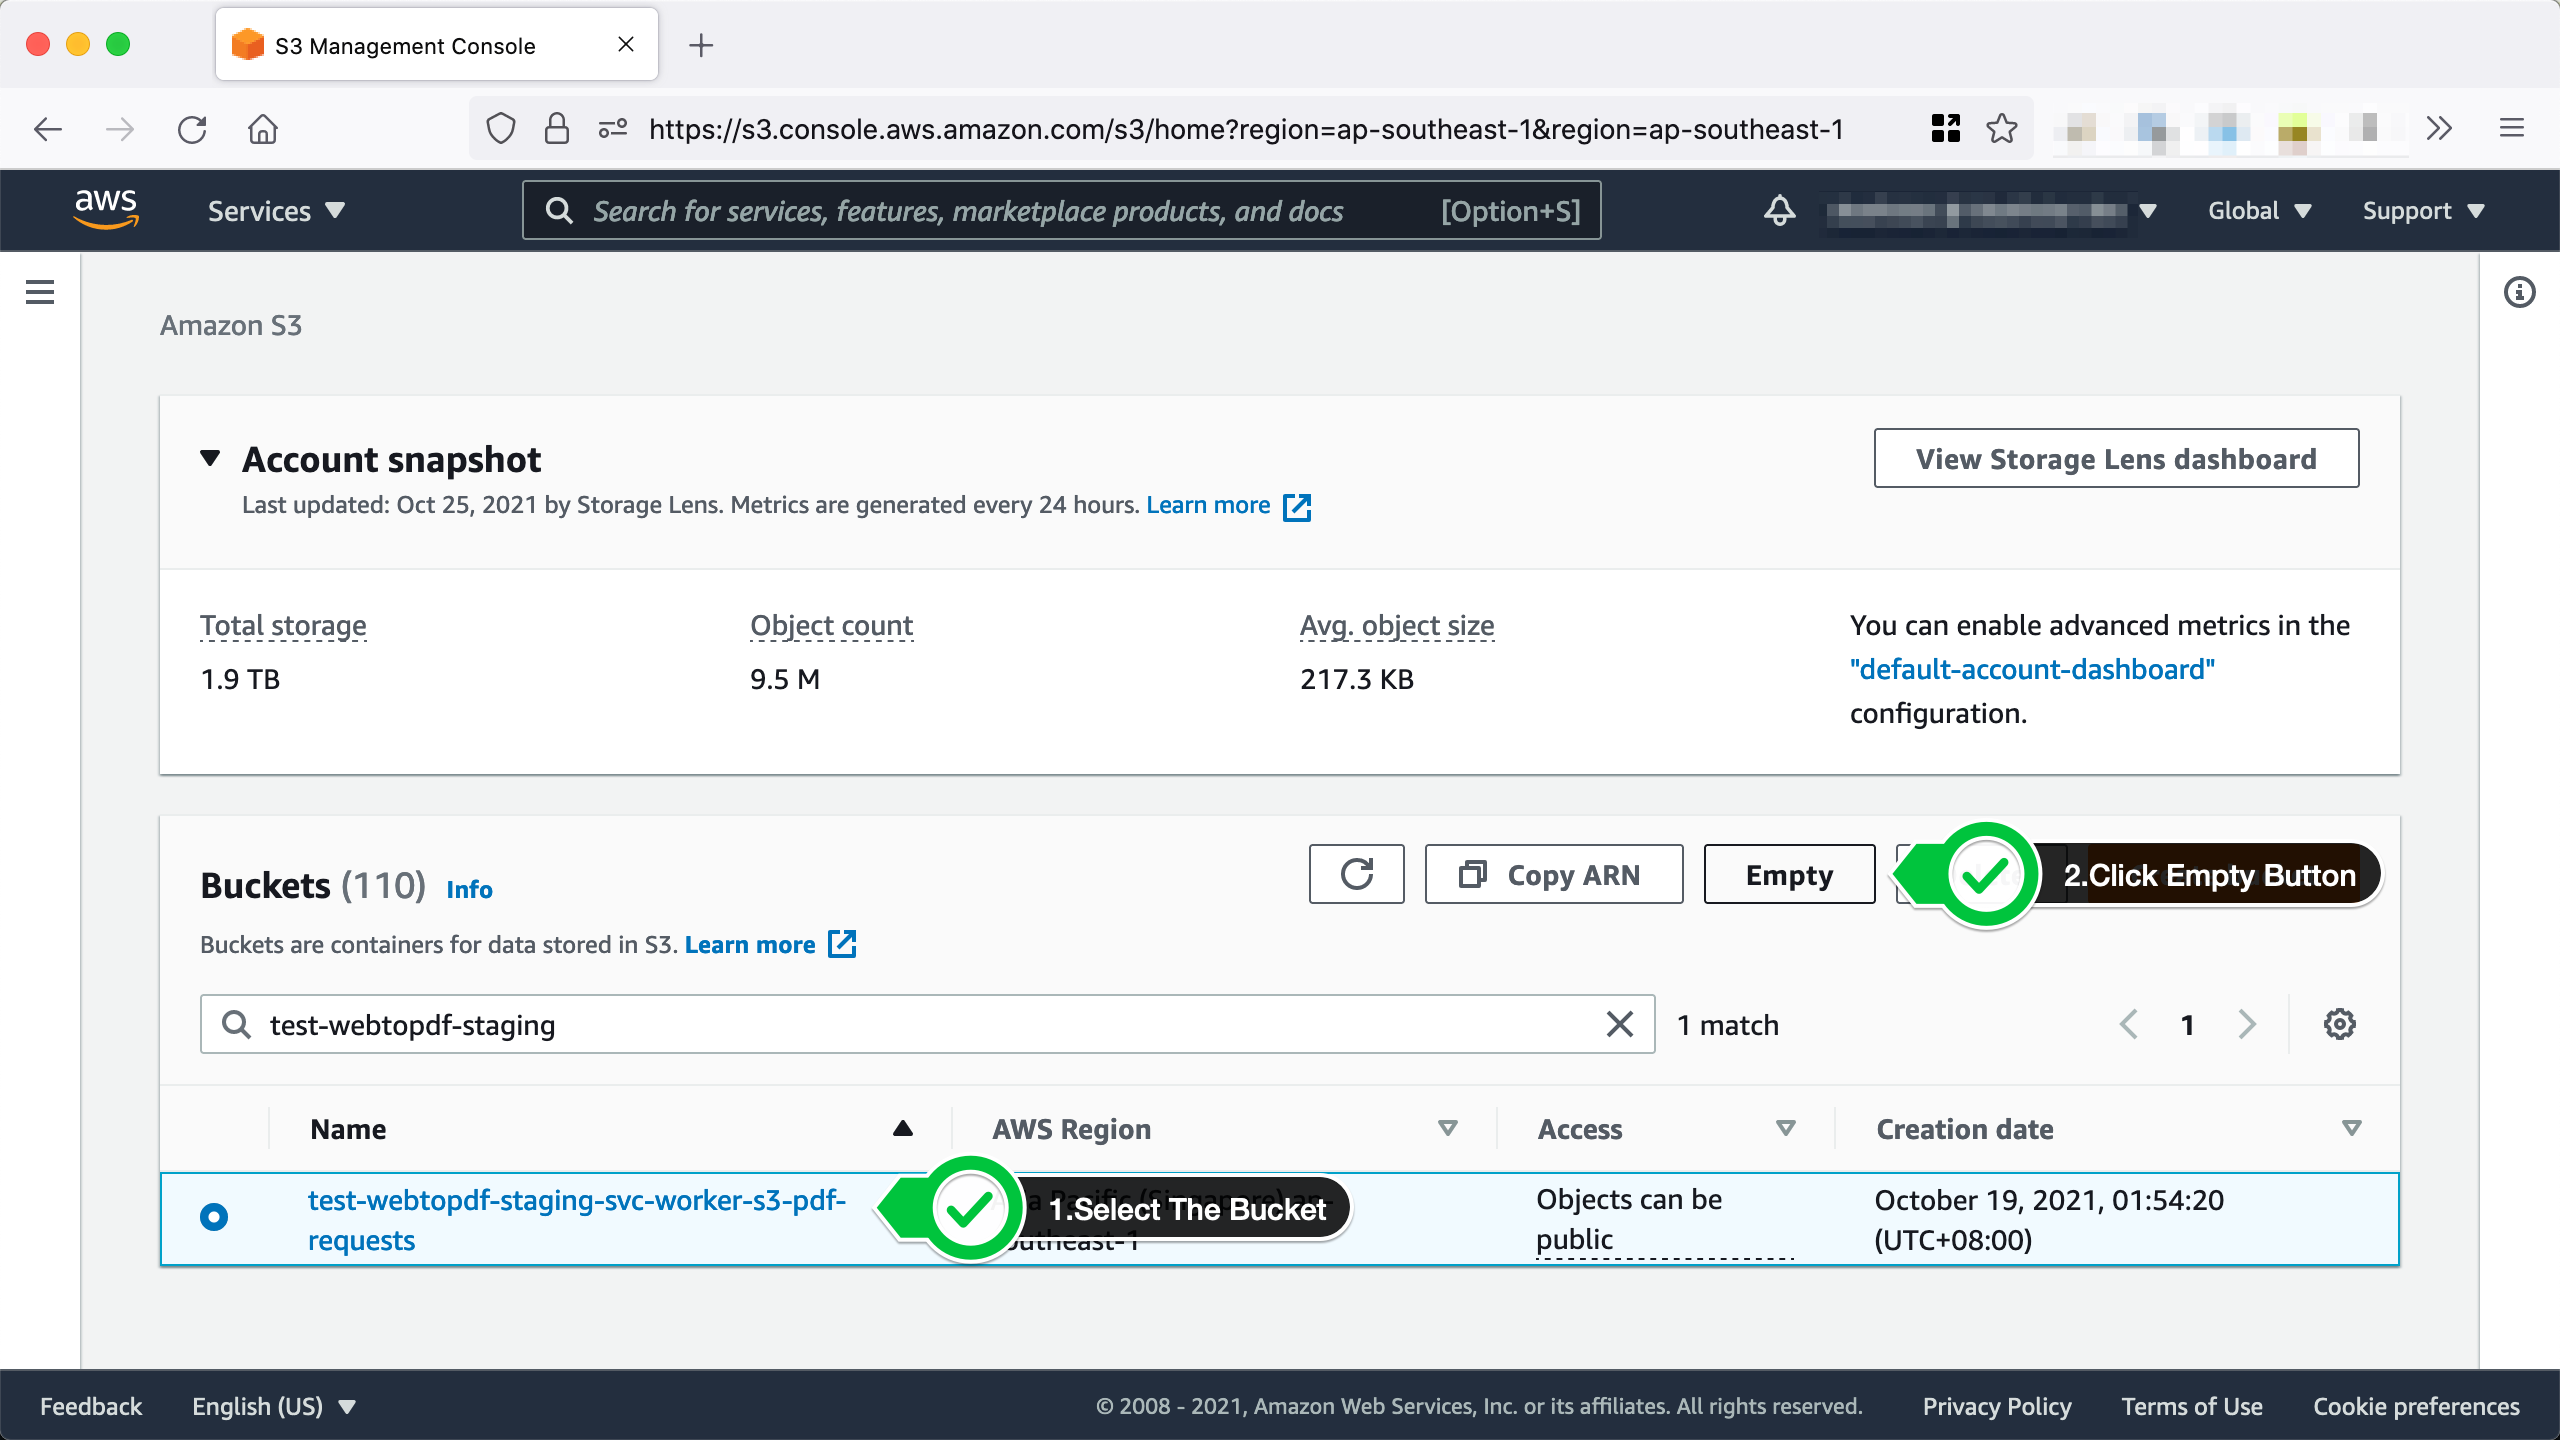 S3 Management Console
https://s3.console.aws.amazon.com/s3/home?region=ap-southeast-1&region=ap-southeast-1
aws
Services
Search for services, features, marketplace products, and docs
[Option+S]
Global
Support
Amazon S3
Account snapshot
View Storage Lens dashboard
Last updated: Oct 25, 2021 by Storage Lens. Metrics are generated every 24 hours. Learn more
Total storage
1.9 TB
Object count
9.5 M
Avg. object size
217.3 KB
You can enable advanced metrics in the
"default-account-dashboard"
configuration.
Buckets (110) Info
Copy ARN
Empty
2.Click Empty Button
Buckets are containers for data stored in S3. Learn more
test-webtopdf-staging
1 match
1
Name
AWS Region
Access
Creation date
test-webtopdf-staging-svc-worker-s3-pdf-
requests
1.Select The Bucket
Objects can be
public
October 19, 2021, 01:54:20
(UTC+08:00)
Feedback
English (US)
© 2008 - 2021, Amazon Web Services, Inc. or its affiliates. All rights reserved.
Privacy Policy
Terms of Use
Cookie preferences